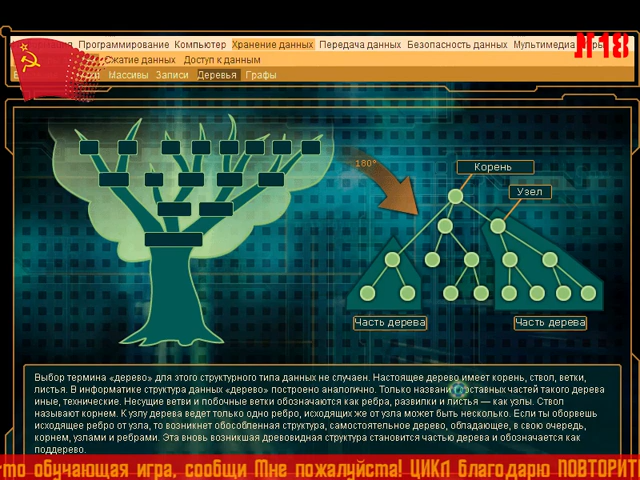 Программирование Компьютер Хранение данных Передача данных Безопасность данных Мультимедиа
Сжатие данных Доступ к данным
Массивы Записи Деревья Графы
№18
180°
Корень
Узел
Часть дерева Часть дерева
Выбор термина «дерево» для этого структурного типа данных не случаен. Настоящее дерево имеет корень, ствол, ветки,
листья. В информатике структура данных «дерево» построено аналогично. Только названия составных частей такого дерева
иные, технические. Несущие ветви и побочные ветки обозначаются как ребра, развилки и листья — как узлы. Ствол
называют корнем. К узлу дерева ведет только одно ребро, исходящих же от узла может быть несколько. Если ты оборвешь
исходящее ребро от узла, то возникнет обособленная структура, самостоятельное дерево, обладающее, в свою очередь,
корнем, узлами и ребрами. Эта вновь возникшая древовидная структура становится частью дерева и обозначается как
поддерево.
это обучающая игра, сообщи Мне пожалуйста! ЦИКЛ благодарю ПОВТОРИТ